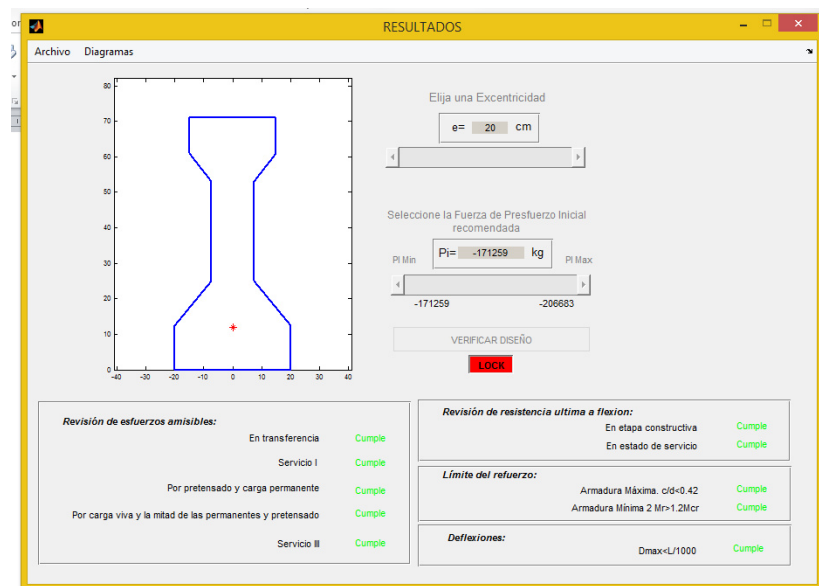 RESULTADOS
Archivo Diagramas
80
70
60
50
40
30
20
10
0
-40 -30 -20 -10 0 10 20 30 40
Elija una Excentricidad
e= 20 cm
Seleccione la Fuerza de Presfuerzo Inicial
recomendada
PI Min Pi= -171259 kg PI Max
-171259 -206683
VERIFICAR DISEÑO
LOCK
Revisión de esfuerzos amisibles:
En transferencia Cumple
Servicio I Cumple
Por pretensado y carga permanente Cumple
Por carga viva y la mitad de las permanentes y pretensado Cumple
Servicio III Cumple
Revisión de resistencia ultima a flexion:
En etapa constructiva Cumple
En estado de servicio Cumple
Límite del refuerzo:
Armadura Máxima. c/d<0.42 Cumple
Armadura Mínima 2 Mr>1.2Mcr Cumple
Deflexiones:
Dmax<L/1000 Cumple